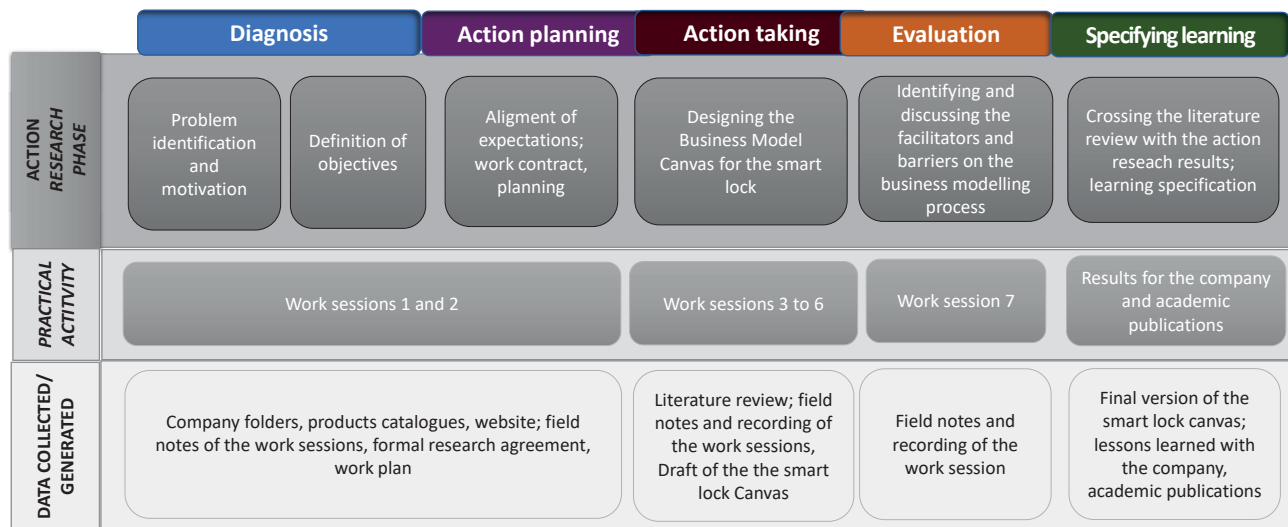 Diagnosis
Action planning
Action taking
Evaluation
Specifying learning
ACTION
RESEARCH
PHASE
Problem
identification
and
motivation
Definition of
objectives
Aligment of
expectations;
work contract,
planning
Designing the
Business Model
Canvas for the smart
lock
Identifying and
discussing the
facilitators and
barriers on the
business modelling
process
Crossing the literature
review with the action
reseach results;
learning specification
PRACTICAL
ACTITVITY
Work sessions 1 and 2
Work sessions 3 to 6
Work session 7
Results for the company
and academic
publications
DATA COLLECTED/
GENERATED
Company folders, products catalogues, website; field
notes of the work sessions, formal research agreement,
work plan
Literature review; field
notes and recording of
the work sessions,
Draft of the the smart
lock Canvas
Field notes and
recording of the
work session
Final version of the
smart lock canvas;
lessons learned with
the company,
academic publications